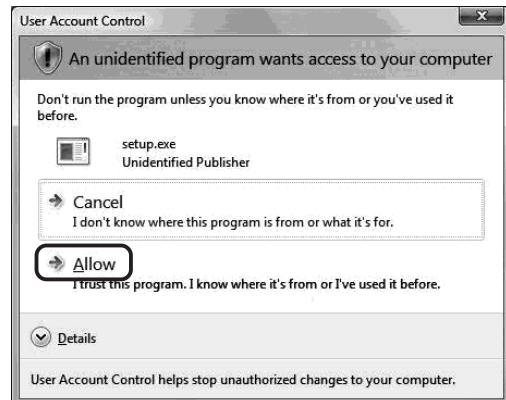 User Account Control
An unidentified program wants access to your computer
Don't run the program unless you know where it's from or you've used it
before.
setup.exe
Unidentified Publisher
Cancel
I don't know where this program is from or what it's for.
Allow
I trust this program. I know where it's from or I've used it before.
Details
User Account Control helps stop unauthorized changes to your computer.